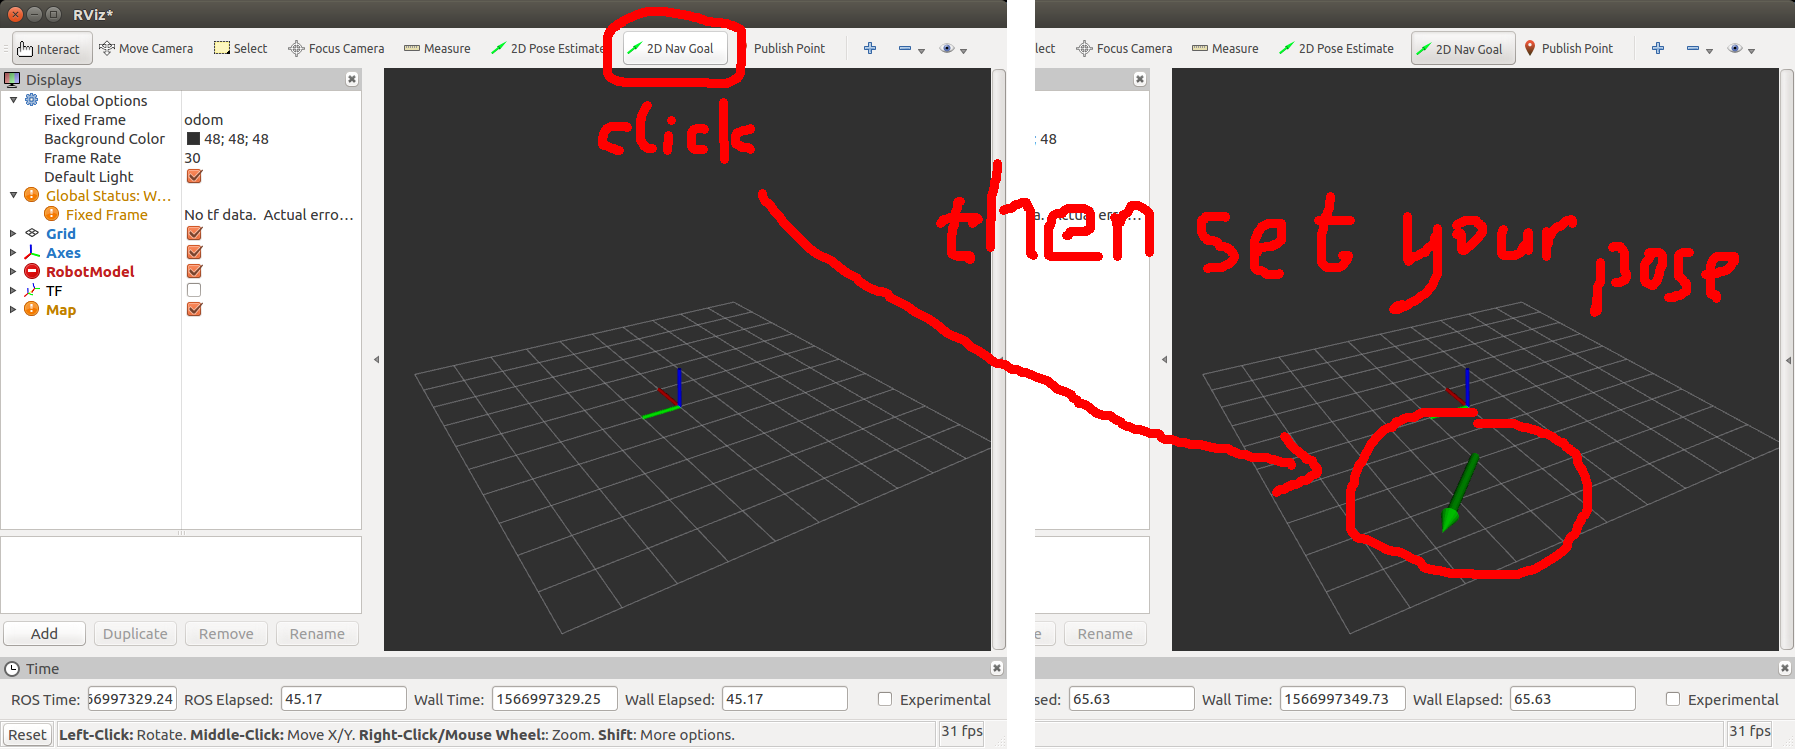 RViz*
Interact Move Camera Select Focus Camera Measure 2D Pose Estimate 2D Nav Goal Publish Point
Focus Camera Measure 2D Pose Estimate 2D Nav Goal Publish Point
Displays
Global Options
Fixed Frame odom
Background Color 48; 48; 48
Frame Rate 30
Default Light
Global Status: W...
Fixed Frame No tf data. Actual erro...
Grid
Axes
RobotModel
TF
Map
click
; 48
then set your pose
Add Duplicate Remove Rename
Rename
Time
ROS Time: 66997329.24 ROS Elapsed: 45.17 Wall Time: 1566997329.25 Wall Elapsed: 45.17 Experimental
sed: 65.63 Wall Time: 1566997349.73 Wall Elapsed: 65.63 Experimental
Reset Left-Click: Rotate. Middle-Click: Move X/Y. Right-Click/Mouse Wheel:: Zoom. Shift: More options. 31 fps
31 fps